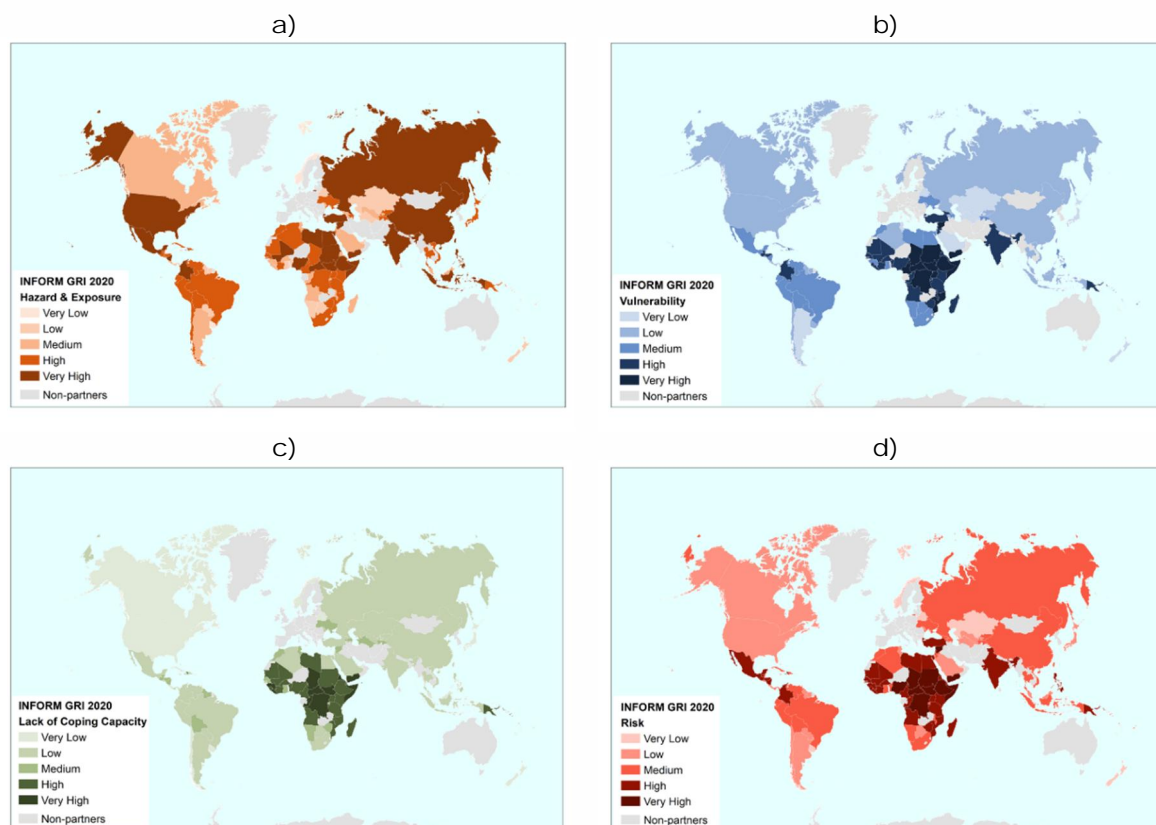 a)
b)
INFORM GRI 2020
Hazard & Exposure
Very Low
Low
Medium
High
Very High
Non-partners
INFORM GRI 2020
Vulnerability
Very Low
Low
Medium
High
Very High
Non-partners
c)
d)
INFORM GRI 2020
Lack of Coping Capacity
Very Low
Low
Medium
High
Very High
Non-partners
INFORM GRI 2020
Risk
Very Low
Low
Medium
High
Very High
Non-partners